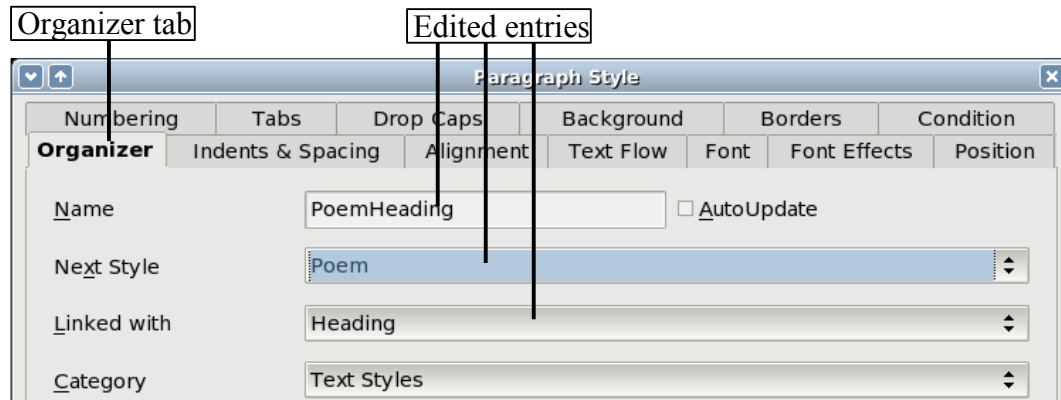 Organizer tab Edited entries
Paragraph Style
Numbering Tabs Drop Caps Background Borders Condition
Organizer Indents & Spacing Alignment Text Flow Font Font Effects Position
Name PoemHeading AutoUpdate
Next Style Poem
Linked with Heading
Category Text Styles